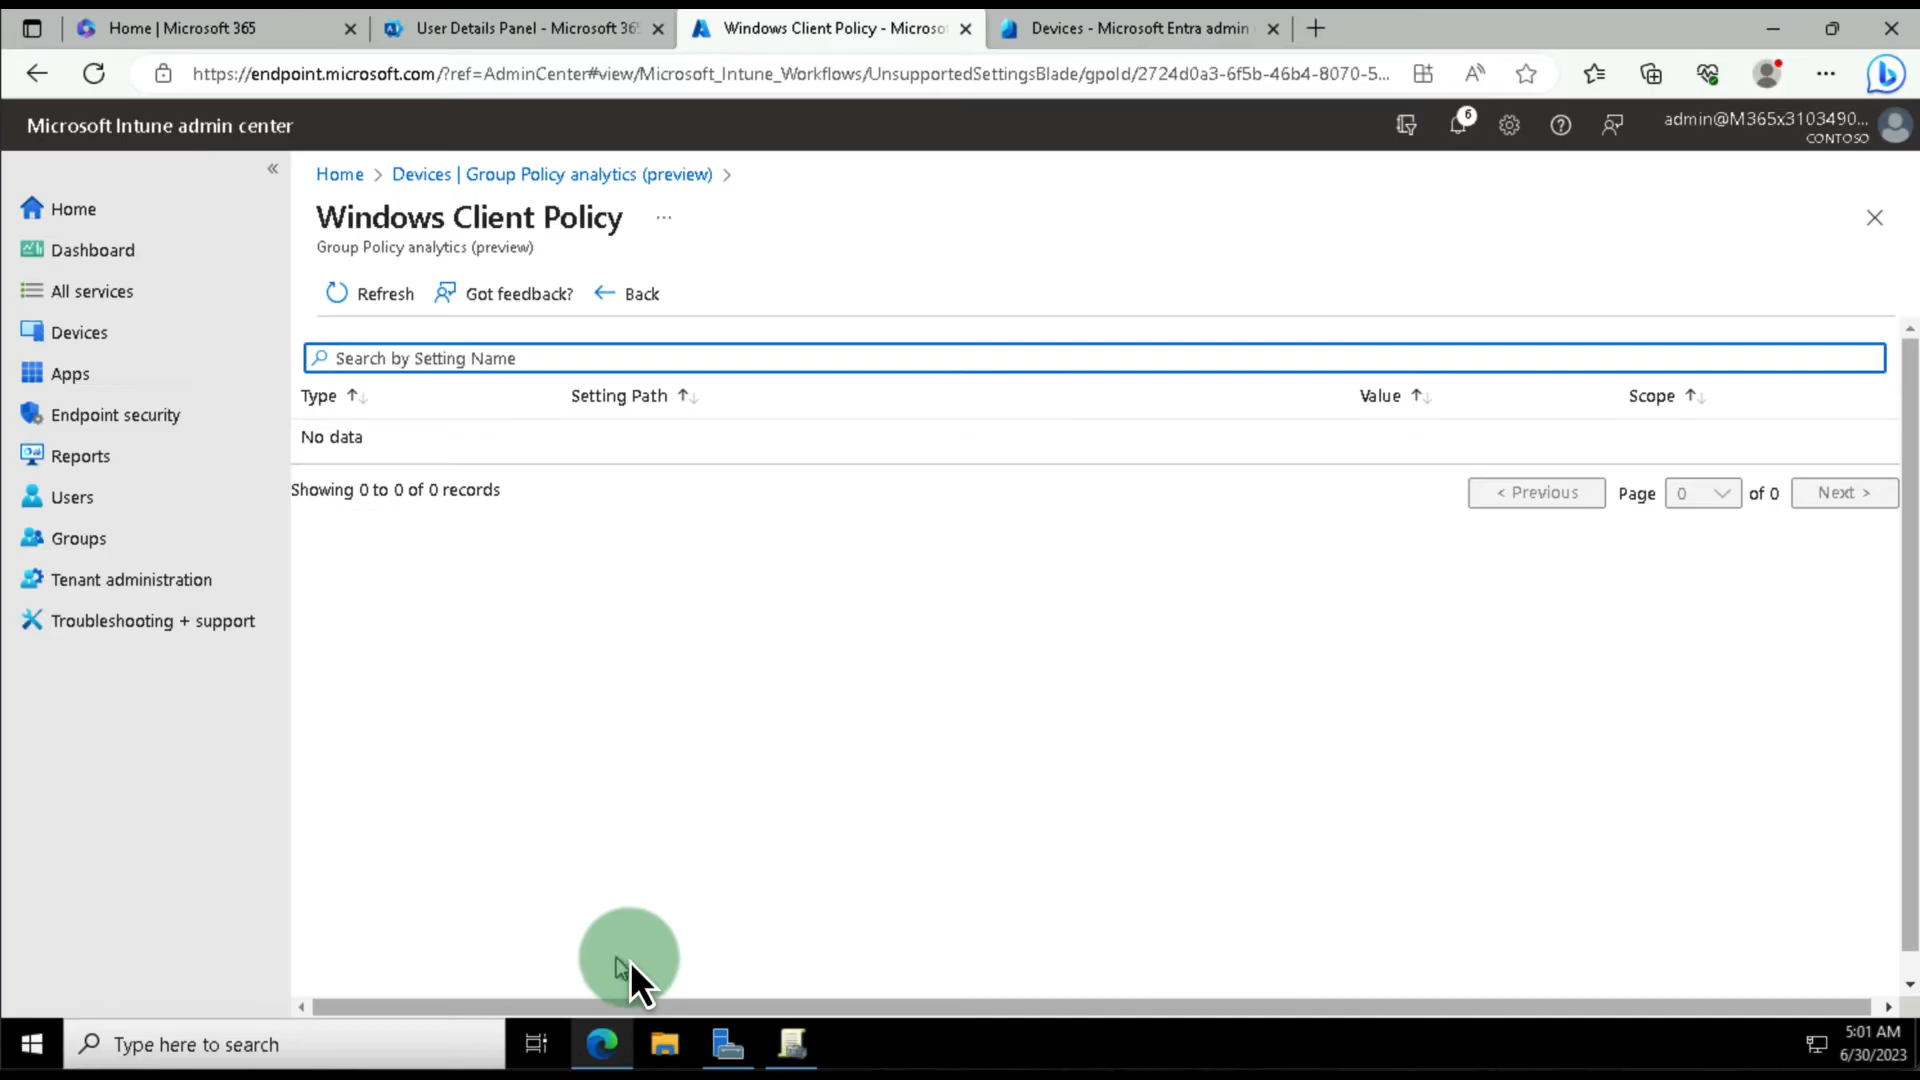 Home | Microsoft 365
User Details Panel - Microsoft 36
Windows Client Policy - Microso
Devices - Microsoft Entra admin
https://endpoint.microsoft.com/?ref=AdminCenter#view/Microsoft_Intune_Workflows/UnsupportedSettingsBlade/gpoId/2724d0a3-6f5b-46b4-8070-5...
Microsoft Intune admin center
6
admin@M365x3103490...
CONTOSO
Home > Devices | Group Policy analytics (preview) >
Windows Client Policy ...
Group Policy analytics (preview)
Refresh Got feedback? Back
Search by Setting Name
Type Setting Path Value Scope
No data
Showing 0 to 0 of 0 records
< Previous Page 0 of 0 Next >
Home
Dashboard
All services
Devices
Apps
Endpoint security
Reports
Users
Groups
Tenant administration
Troubleshooting + support
Type here to search
5:01 AM
6/30/2023